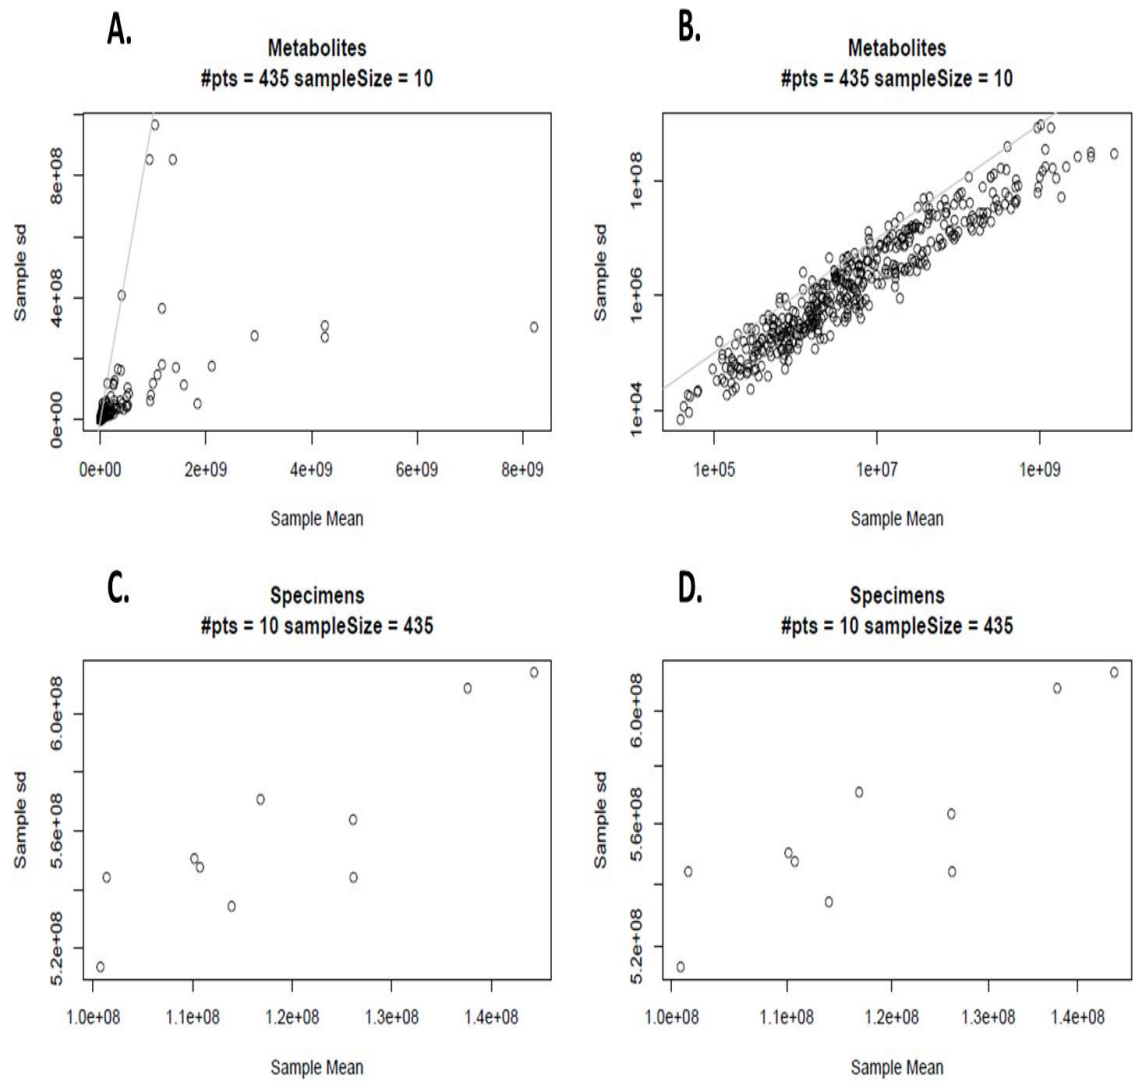 A.
Metabolites
#pts = 435 sampleSize = 10
Sample sd
8e+08
4e+08
0e+00
0e+00 2e+09 4e+09 6e+09 8e+09
Sample Mean
B.
Metabolites
#pts = 435 sampleSize = 10
Sample sd
1e+08
1e+06
1e+04
1e+05 1e+07 1e+09
Sample Mean
C.
Specimens
#pts = 10 sampleSize = 435
Sample sd
6.0e+08
5.6e+08
5.2e+08
1.0e+08 1.1e+08 1.2e+08 1.3e+08 1.4e+08
Sample Mean
D.
Specimens
#pts = 10 sampleSize = 435
Sample sd
6.0e+08
5.6e+08
5.2e+08
1.0e+08 1.1e+08 1.2e+08 1.3e+08 1.4e+08
Sample Mean